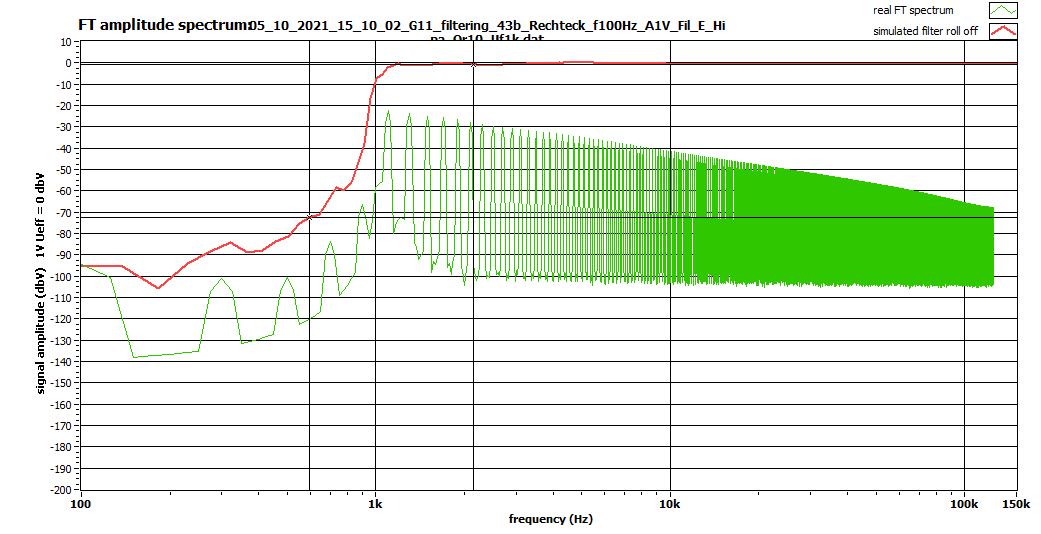 FT amplitude spectrum:05_10_2021_15_10_02_G11_filtering_43b_Rechteck_f100Hz_A1V_Fil_E_Hi
pa_Or10_Uf1k.dat
real FT spectrum
simulated filter roll off
signal amplitude (dbV) 1V Ueff = 0 dbV
10
0
-10
-20
-30
-40
-50
-60
-70
-80
-90
-100
-110
-120
-130
-140
-150
-160
-170
-180
-190
-200
100
1k
10k
100k
150k
frequency (Hz)